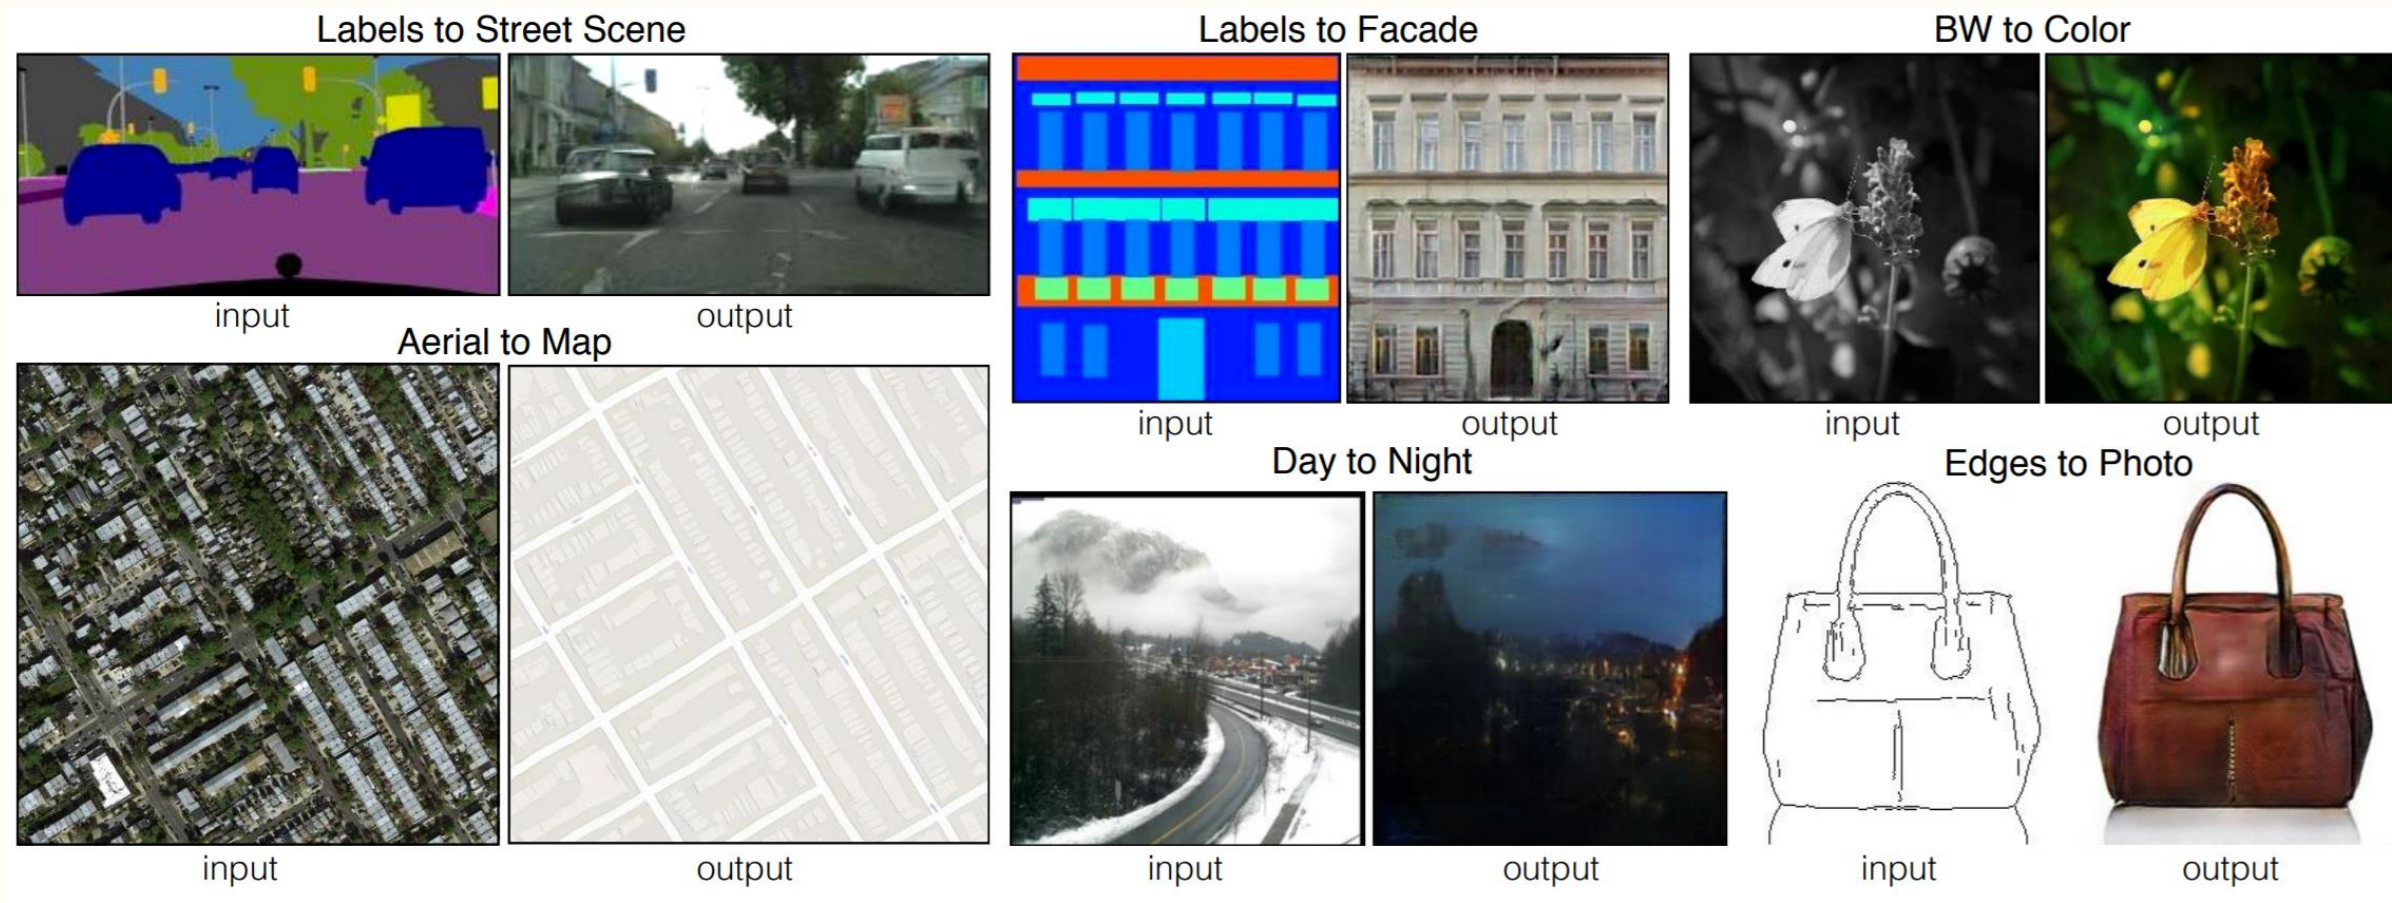 Labels to Street Scene
input
output
Aerial to Map
input
output
Labels to Facade
input
output
BW to Color
input
output
Day to Night
input
output
Edges to Photo
input
output